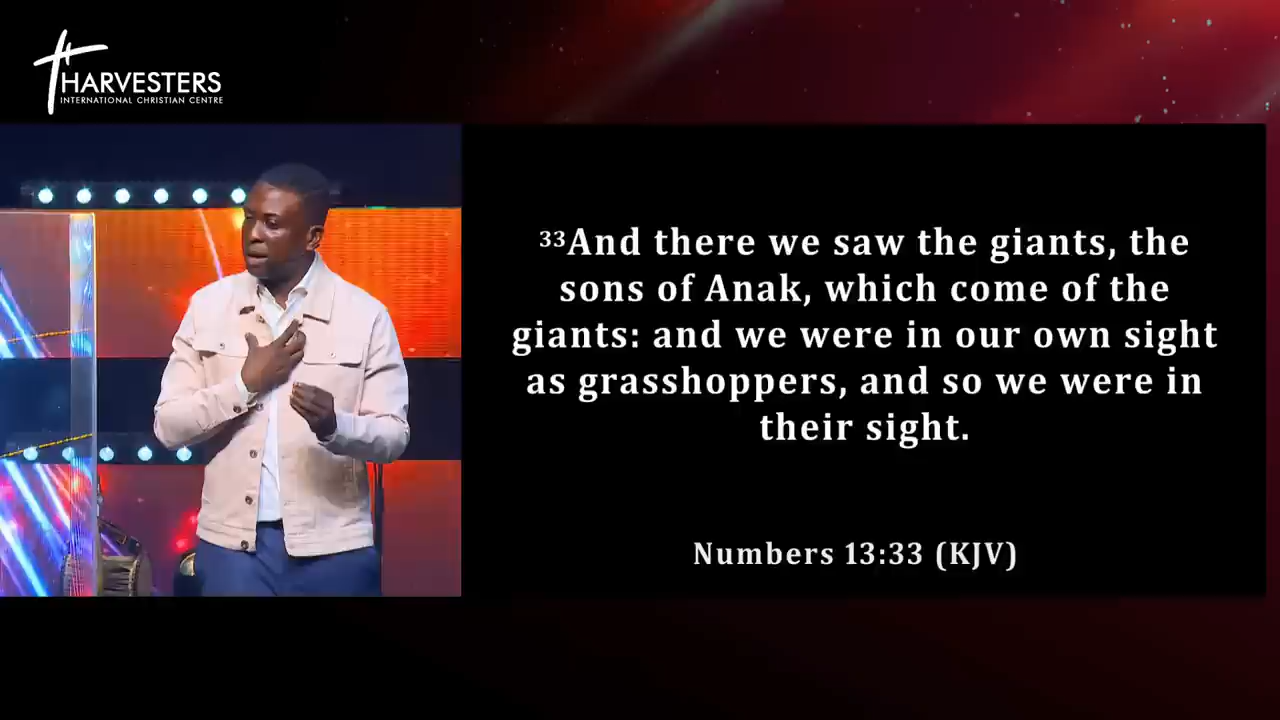 HARVESTERS
INTERNATIONAL CHRISTIAN CENTRE
³³And there we saw the giants, the
sons of Anak, which come of the
giants: and we were in our own sight
as grasshoppers, and so we were in
their sight.
Numbers 13:33 (KJV)